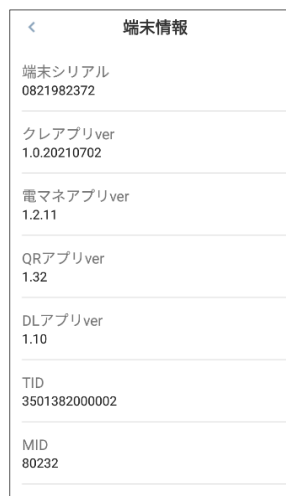 <
端末情報
端末シリアル
0821982372
クレアプリver
1.0.20210702
電マネアプリver
1.2.11
QRアプリver
1.32
DLアプリver
1.10
TID
3501382000002
MID
80232